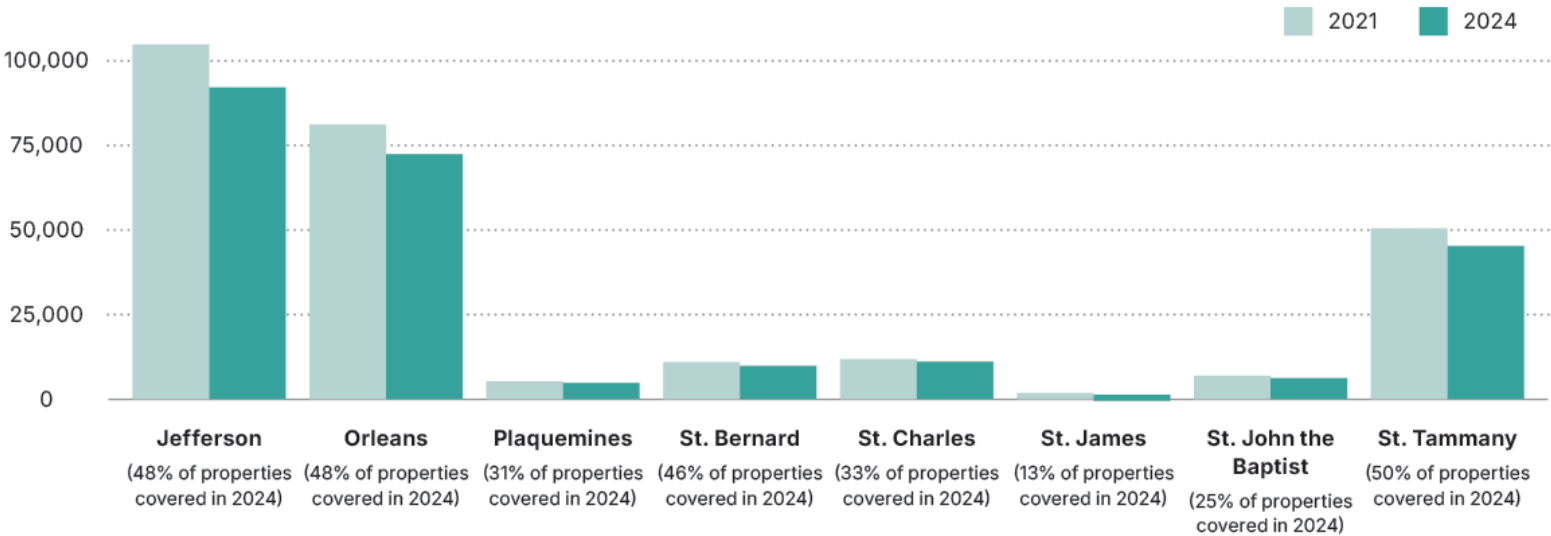 2021 2024
100,000
75,000
50,000
25,000
0
Jefferson
(48% of properties
covered in 2024)
Orleans
(48% of properties
covered in 2024)
Plaquemines
(31% of properties
covered in 2024)
St. Bernard
(46% of properties
covered in 2024)
St. Charles
(33% of properties
covered in 2024)
St. James
(13% of properties
covered in 2024)
St. John the
Baptist
(25% of properties
covered in 2024)
St. Tammany
(50% of properties
covered in 2024)